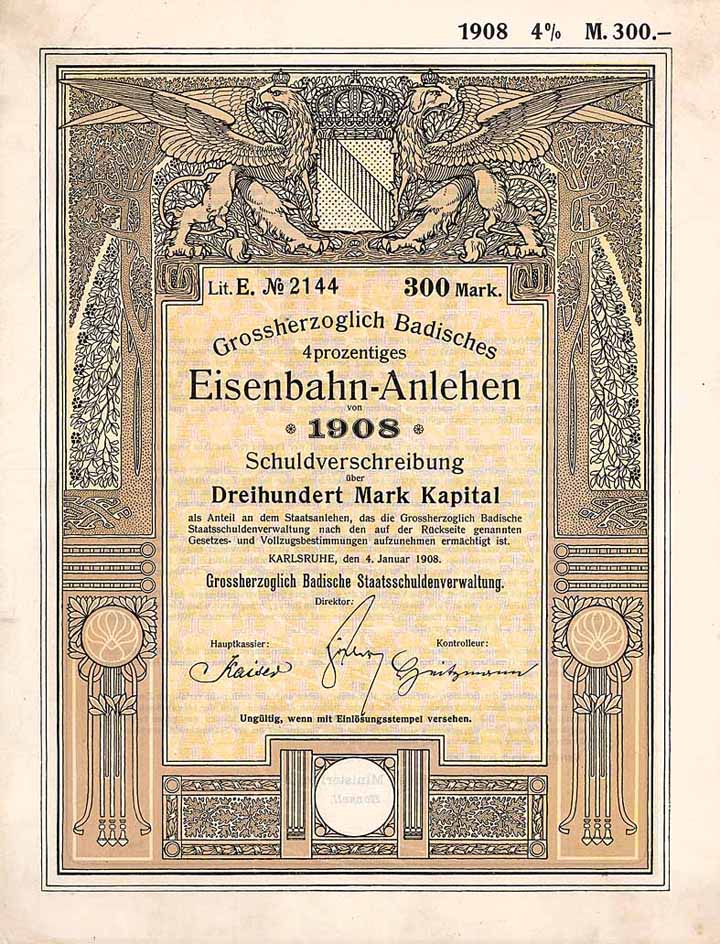 1908 4% M. 300.–
Lit. E. № 2144 300 Mark.
Grossherzoglich Badisches
4prozentiges
Eisenbahn-Anlehen
von
1908
Schuldverschreibung
über
Dreihundert Mark Kapital
als Anteil an dem Staatsanlehen, das die Grossherzoglich Badische
Staatsschuldenverwaltung nach den auf der Rückseite genannten
Gesetzes- und Vollzugsbestimmungen aufzunehmen ermächtigt ist.
KARLSRUHE, den 4. Januar 1908.
Grossherzoglich Badische Staatsschuldenverwaltung.
Direktor:
Hauptkassier: Kontrolleur:
Kaiser
Ungültig, wenn mit Einlösungsstempel versehen.